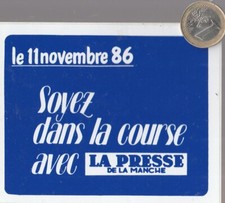 le 11 novembre 86
Soyez
dans la course
avec LA PRESSE
DE LA MANCHE